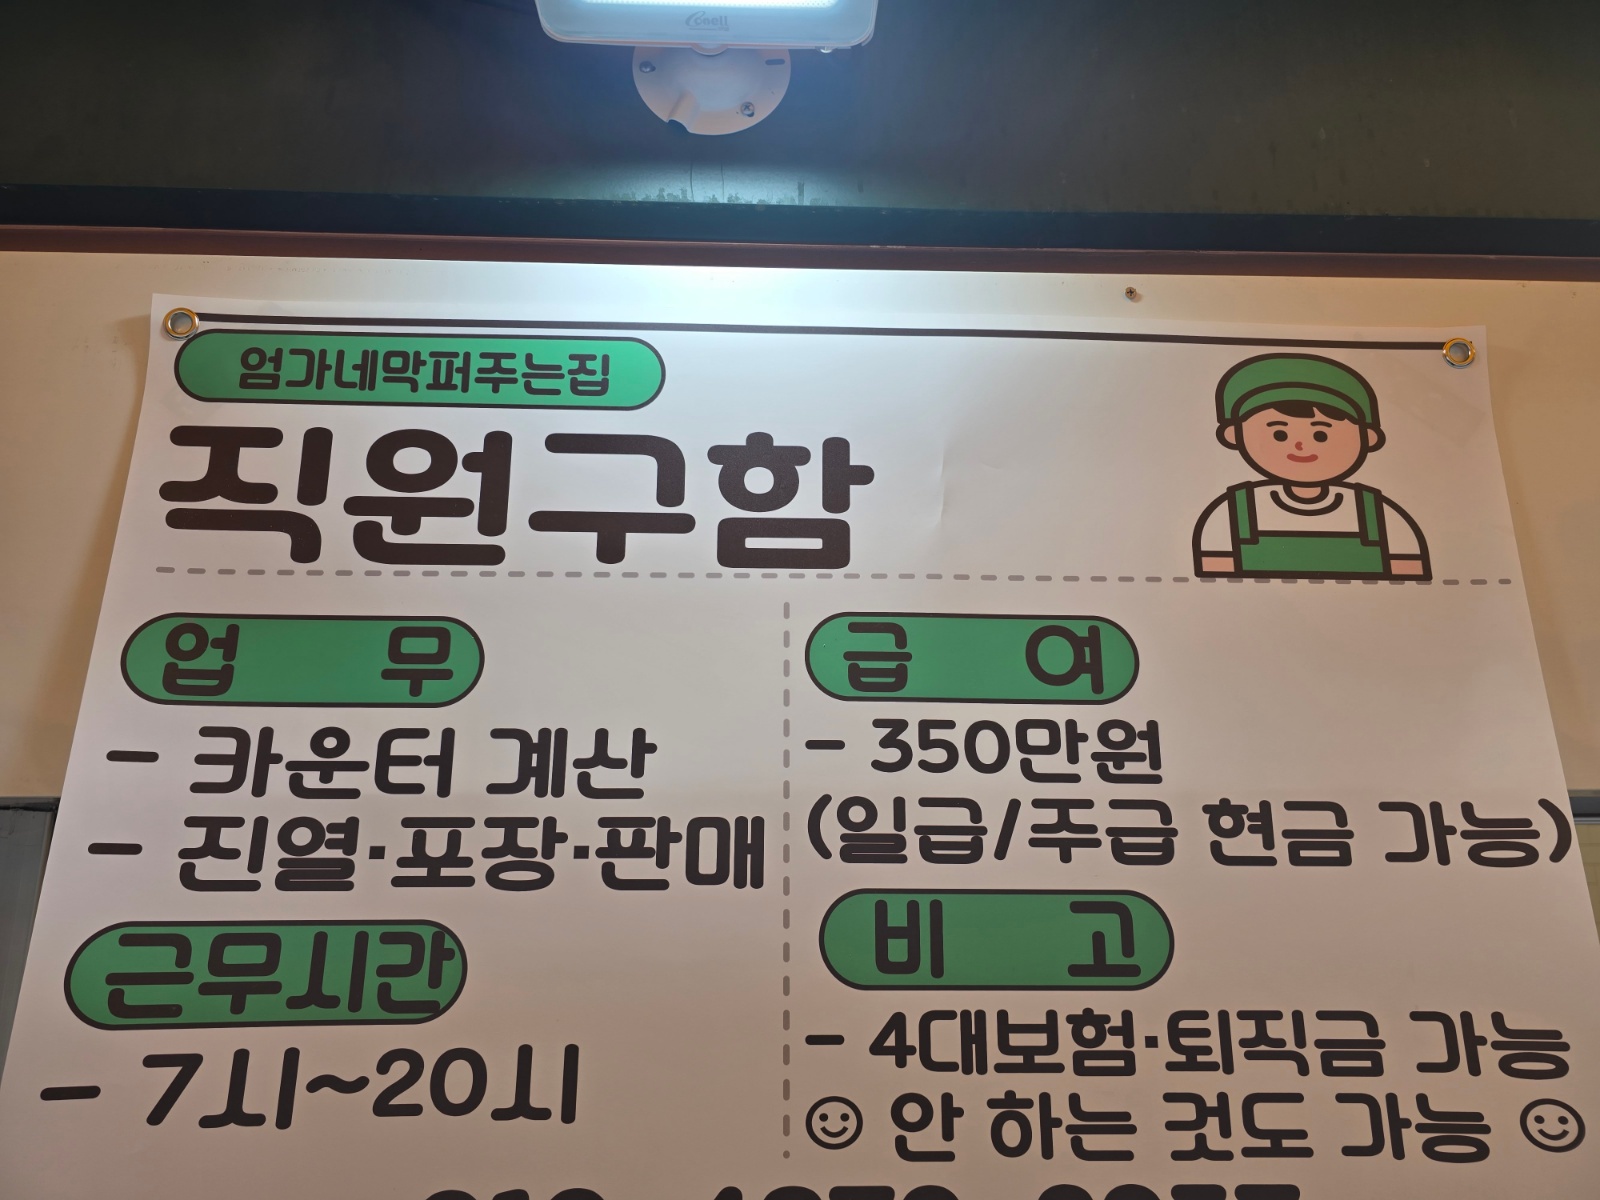 엄가네막퍼주는집
직원구함
업 무
- 카운터 계산
- 진열·포장·판매
근무시간
- 7시~20시
급 여
- 350만원
(일급/주급 현금 가능)
비 고
- 4대보험·퇴직금 가능
☺ 안 하는 것도 가능 ☺